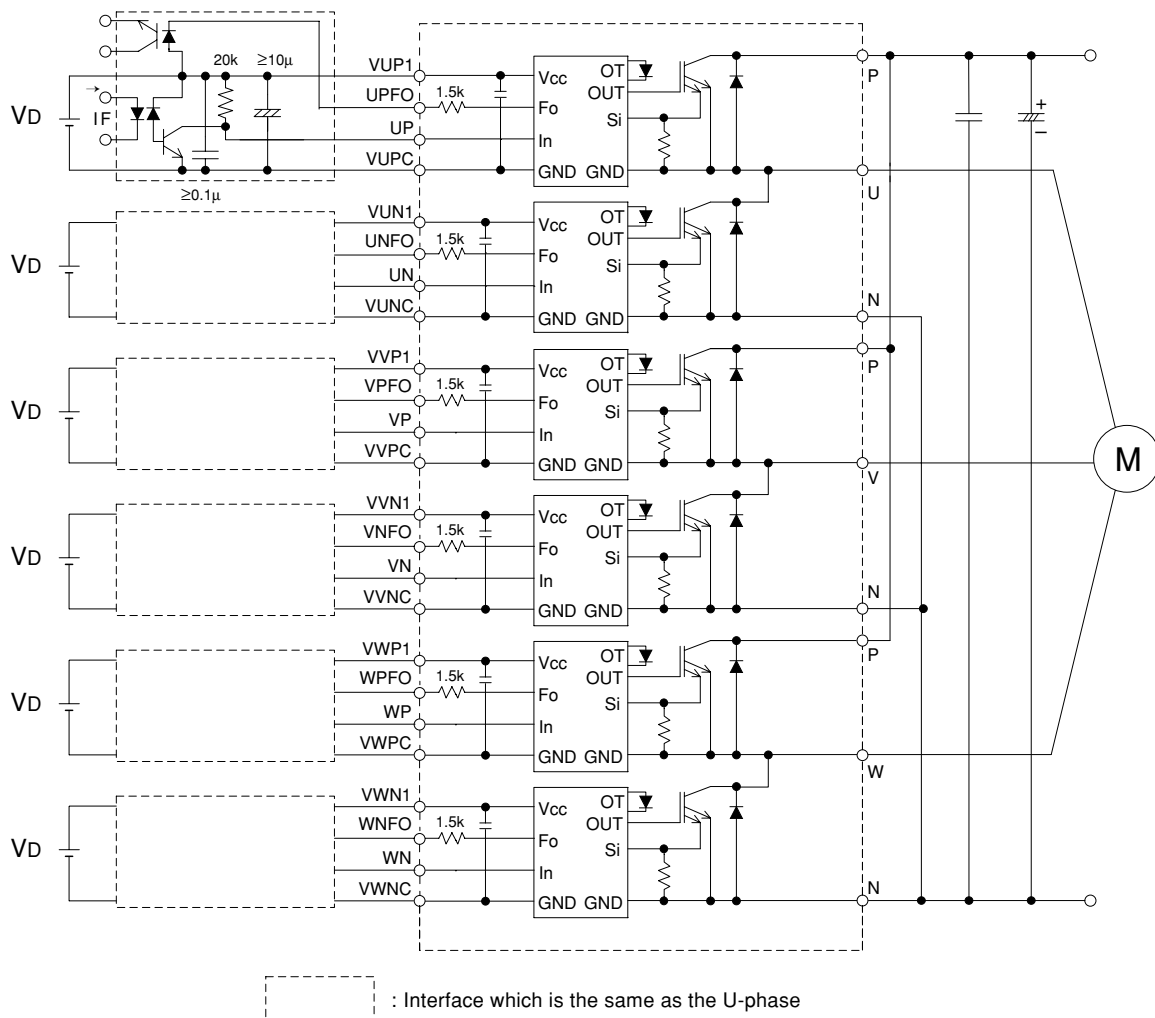 20k ≥10µ
VD
IF
≥0.1µ
VUP1
UPFO 1.5k
UP
VUPC
Vcc
Fo
In
GND GND
OT
OUT
Si
P
U
+
–
VD
VUN1
UNFO 1.5k
UN
VUNC
Vcc
Fo
In
GND GND
OT
OUT
Si
N
VD
VVP1
VPFO 1.5k
VP
VVPC
Vcc
Fo
In
GND GND
OT
OUT
Si
P
V
M
VD
VVN1
VNFO 1.5k
VN
VVNC
Vcc
Fo
In
GND GND
OT
OUT
Si
N
VD
VWP1
WPFO 1.5k
WP
VWPC
Vcc
Fo
In
GND GND
OT
OUT
Si
P
W
VD
VWN1
WNFO 1.5k
WN
VWNC
Vcc
Fo
In
GND GND
OT
OUT
Si
N
: Interface which is the same as the U-phase